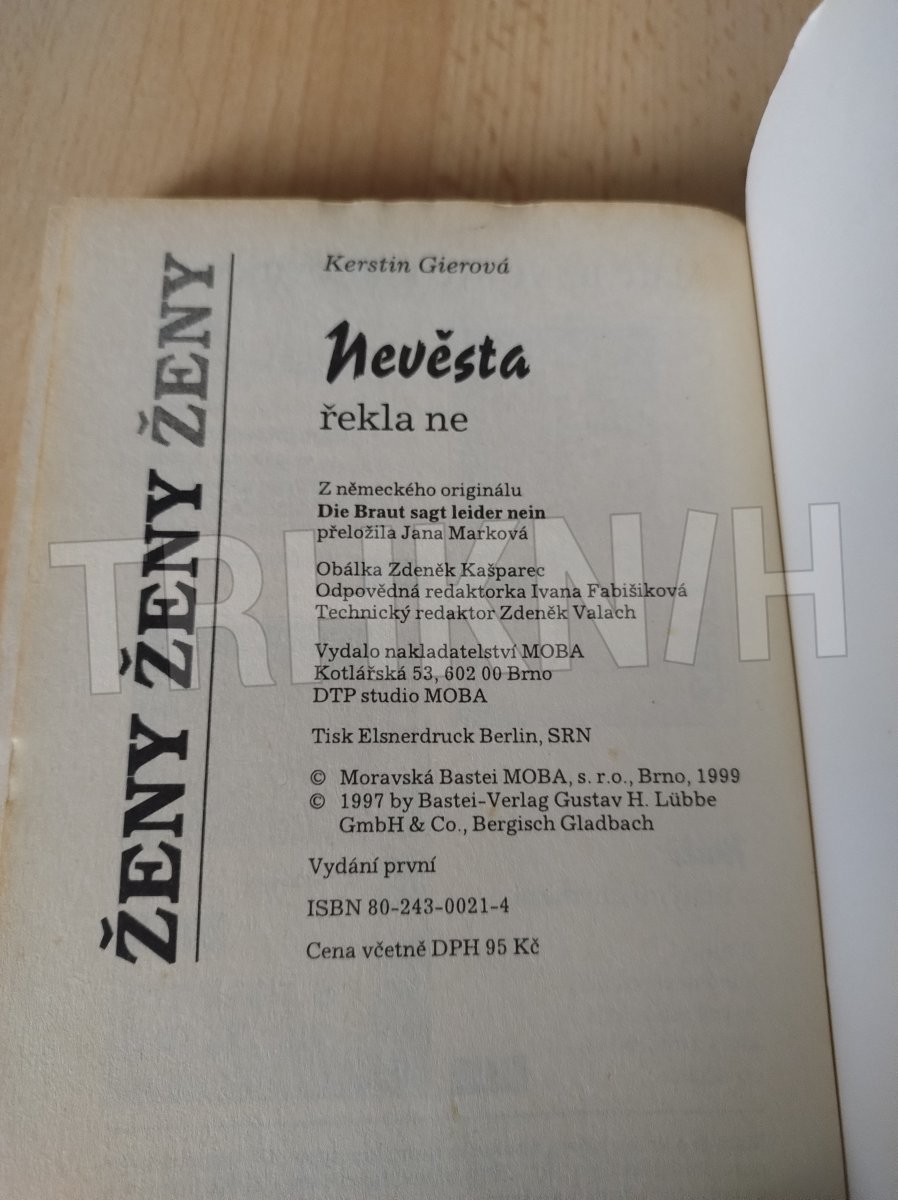 Kerstin Gierová
Nevěsta
řekla ne
Z německého originálu
Die Braut sagt leider nein
přeložila Jana Marková
Obálka Zdeněk Kašparec
Odpovědná redaktorka Ivana Fabišiková
Technický redaktor Zdeněk Valach
Vydalo nakladatelství MOBA
Kotlářská 53, 602 00 Brno
DTP studio MOBA
Tisk Elsnerdruck Berlin, SRN
© Moravská Bastei MOBA, s. r. o., Brno, 1999
© 1997 by Bastei-Verlag Gustav H. Lübbe
GmbH & Co., Bergisch Gladbach
Vydání první
ISBN 80-243-0021-4
Cena včetně DPH 95 Kč
ŽENY ŽENY ŽENY